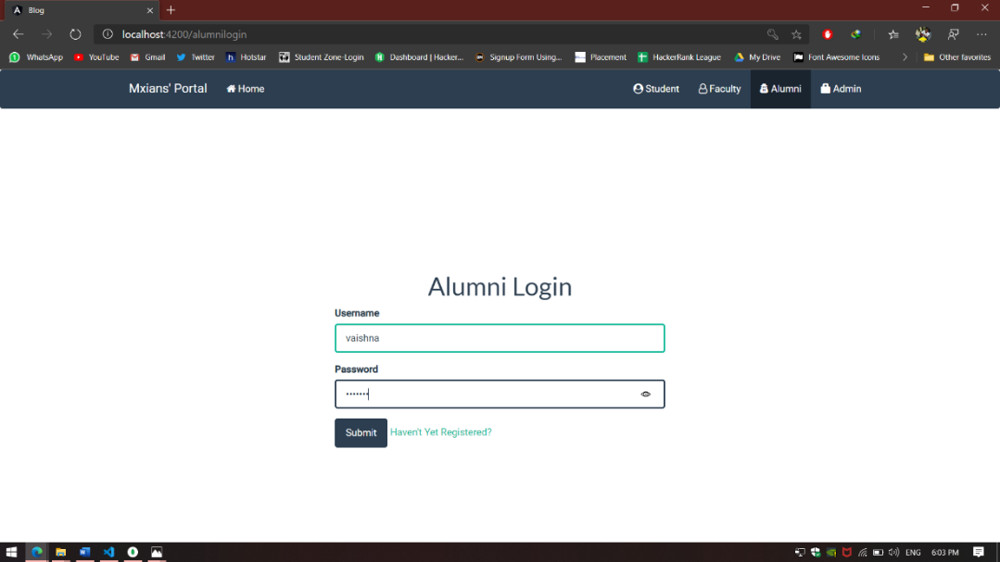 Blog
localhost:4200/alumnilogin
WhatsApp YouTube Gmail Twitter Hotstar Student Zone-Login Dashboard | Hacker... Signup Form Using... Placement HackerRank League My Drive Font Awesome Icons Other favorites
Mxians' Portal Home Student Faculty Alumni Admin
Alumni Login
Username
vaishna
Password
Submit Haven't Yet Registered?
ENG 6:03 PM